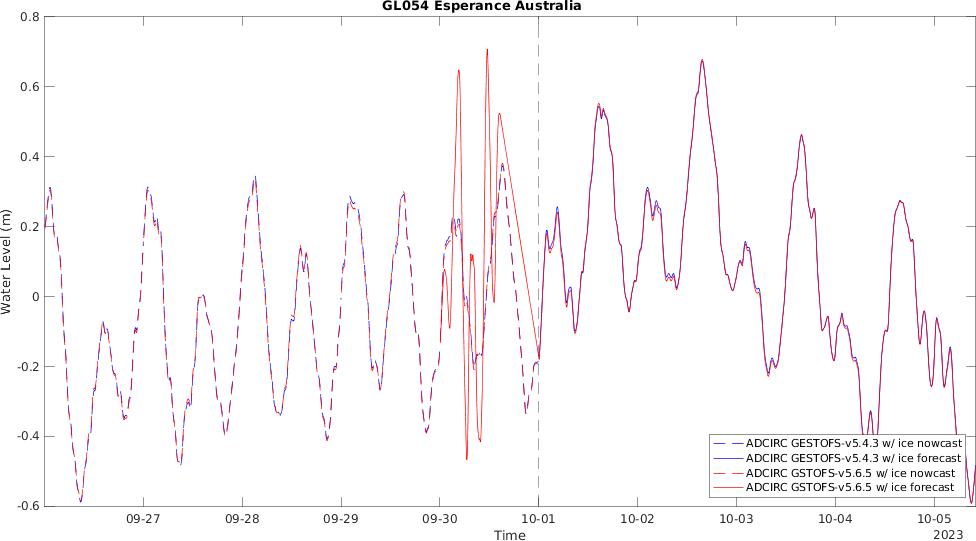 GL054 Esperance Australia
0.8
0.6
0.4
0.2
0
-0.2
-0.4
-0.6
Water Level (m)
ADCIRC GESTOFS-v5.4.3 w/ ice nowcast
ADCIRC GESTOFS-v5.4.3 w/ ice forecast
ADCIRC GSTOFS-v5.6.5 w/ ice nowcast
ADCIRC GSTOFS-v5.6.5 w/ ice forecast
09-27 09-28 09-29 09-30 10-01 10-02 10-03 10-04 10-05
Time
2023